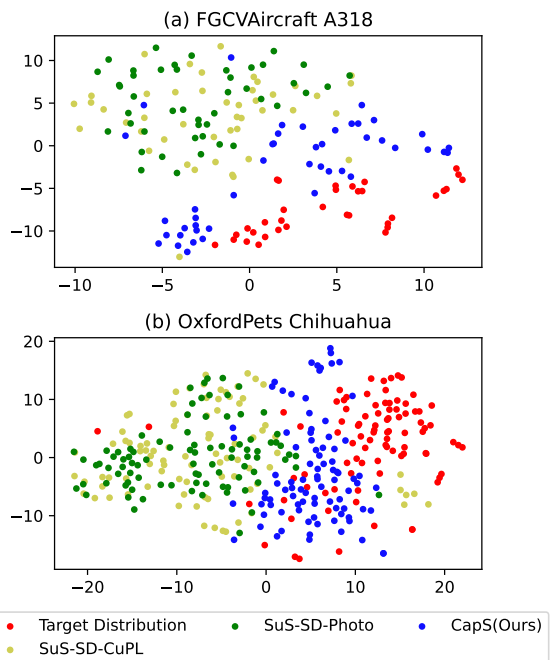 (a) FGCVAircraft A318
10
5
0
−5
−10
−10 −5 0 5 10
(b) OxfordPets Chihuahua
20
10
0
−10
−20 −10 0 10 20
Target Distribution SuS-SD-Photo CapS(Ours)
SuS-SD-CuPL